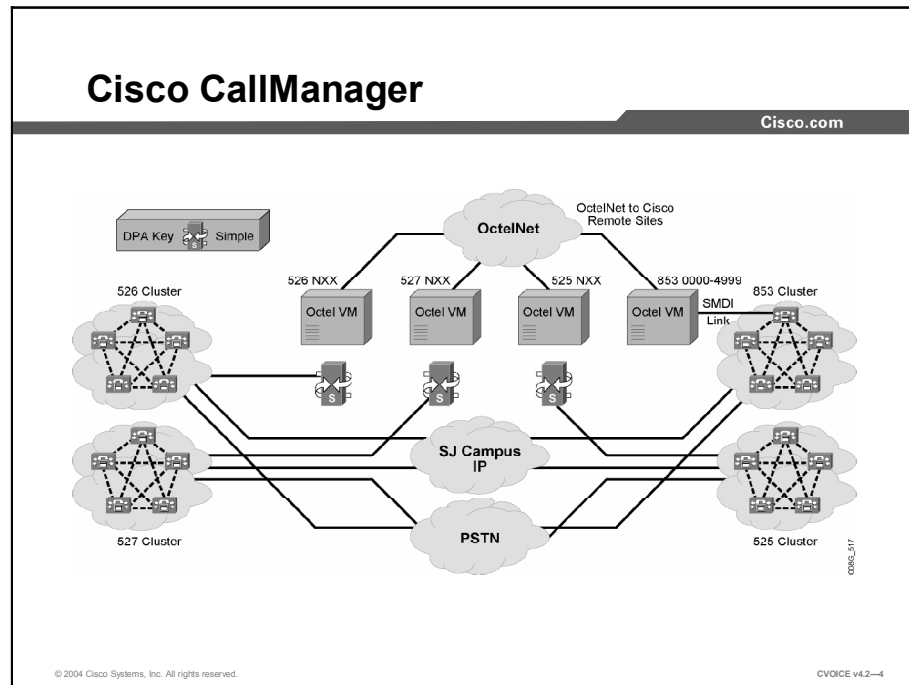 Cisco CallManager
Cisco.com
DPA Key S Simple
OctelNet
OctelNet to Cisco
Remote Sites
526 NXX
527 NXX
525 NXX
853 0000-4999
526 Cluster
853 Cluster
Octel VM
Octel VM
Octel VM
Octel VM
SMDI
Link
S
S
S
SJ Campus
IP
PSTN
527 Cluster
525 Cluster
© 2004 Cisco Systems, Inc. All rights reserved.
CVOICE v4.2—4